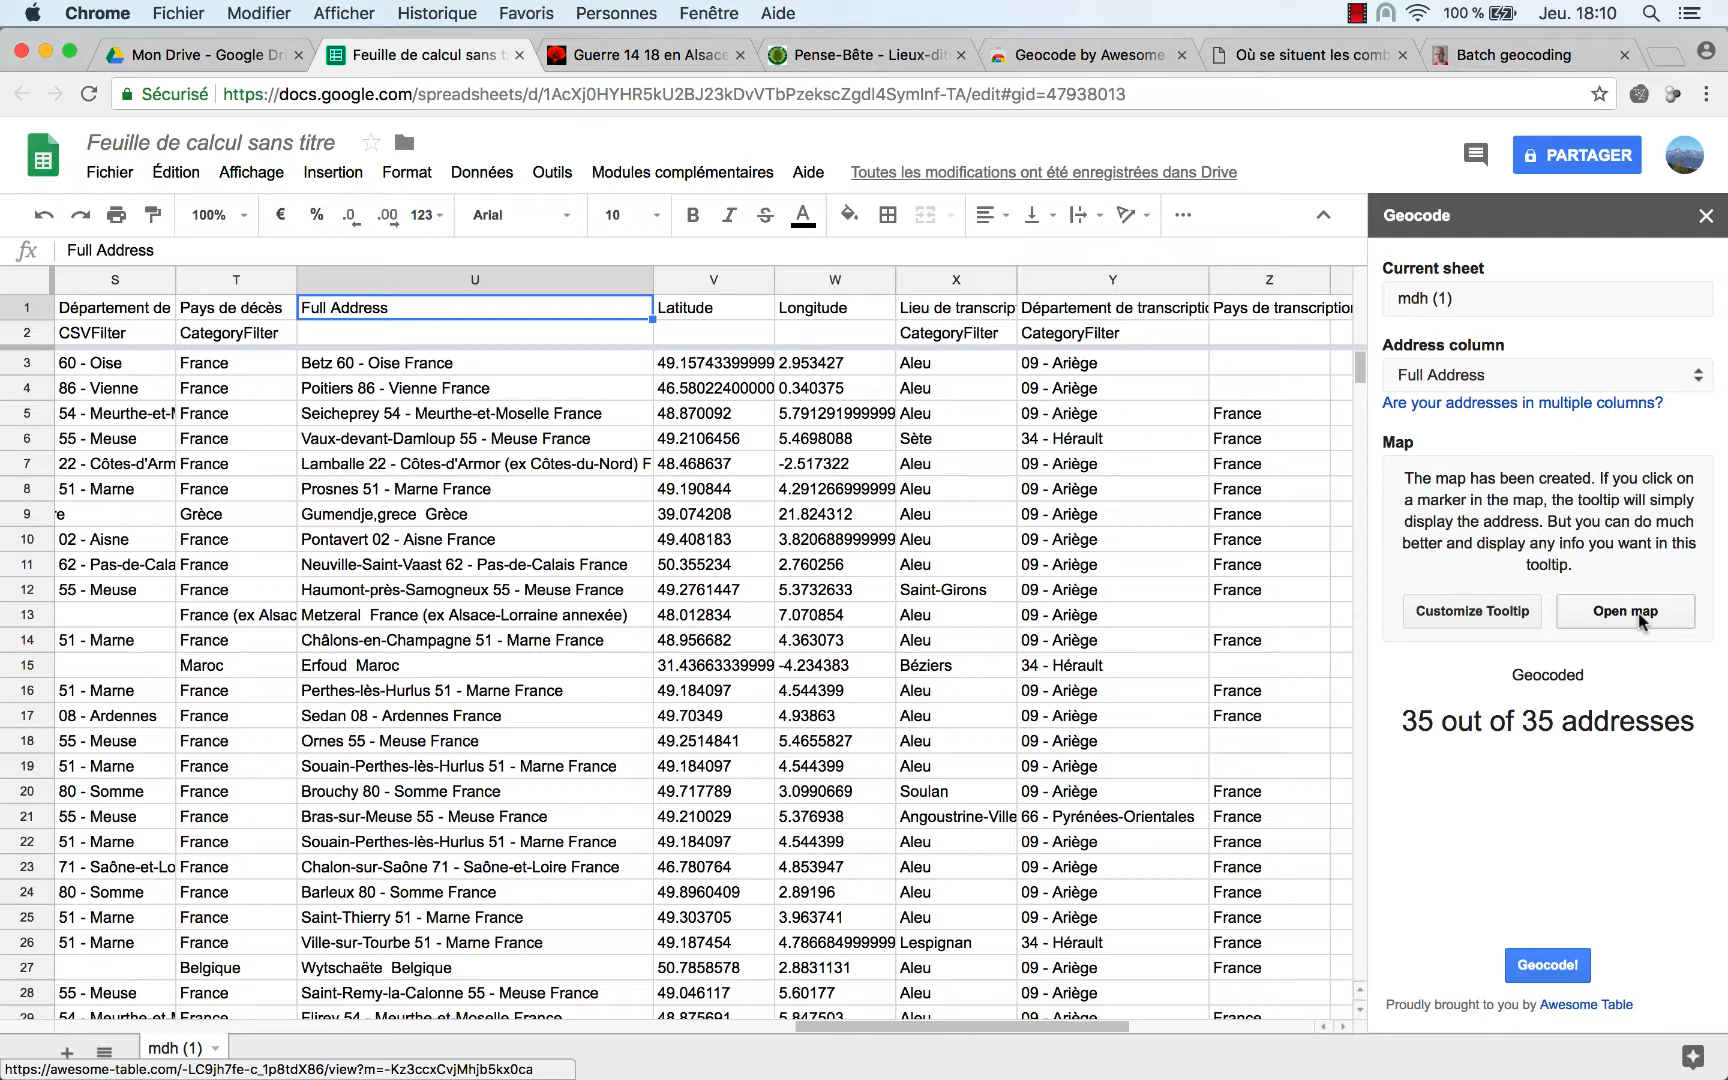 Chrome Fichier Modifier Afficher Historique Favoris Personnes Fenêtre Aide 100 % Jeu. 18:10
Mon Drive - Google Dri Feuille de calcul sans t Guerre 14 18 en Alsace Pense-Bête - Lieux-dit Geocode by Awesome Où se situent les comb Batch geocoding
Sécurisé https://docs.google.com/spreadsheets/d/1AcXj0HYHR5kU2BJ23kDvVTbPzekscZgdl4SymInf-TA/edit#gid=47938013
Feuille de calcul sans titre
PARTAGER
Fichier Édition Affichage Insertion Format Données Outils Modules complémentaires Aide Toutes les modifications ont été enregistrées dans Drive
100% € % .0 .00 123 Arial 10 B I S A
fx Full Address
S T U V W X Y Z
1 Département de Pays de décès Full Address Latitude Longitude Lieu de transcrip Département de transcriptio Pays de transcription
2 CSVFilter CategoryFilter CategoryFilter CategoryFilter
3 60 - Oise France Betz 60 - Oise France 49.15743399999 2.953427 Aleu 09 - Ariège
4 86 - Vienne France Poitiers 86 - Vienne France 46.58022400000 0.340375 Aleu 09 - Ariège
5 54 - Meurthe-et-M France Seicheprey 54 - Meurthe-et-Moselle France 48.870092 5.791291999999 Aleu 09 - Ariège France
6 55 - Meuse France Vaux-devant-Damloup 55 - Meuse France 49.2106456 5.4698088 Sète 34 - Hérault France
7 22 - Côtes-d'Arm France Lamballe 22 - Côtes-d'Armor (ex Côtes-du-Nord) F 48.468637 -2.517322 Aleu 09 - Ariège France
8 51 - Marne France Prosnes 51 - Marne France 49.190844 4.291266999999 Aleu 09 - Ariège France
9 re Grèce Gumendje,grece Grèce 39.074208 21.824312 Aleu 09 - Ariège France
10 02 - Aisne France Pontavert 02 - Aisne France 49.408183 3.820688999999 Aleu 09 - Ariège France
11 62 - Pas-de-Cala France Neuville-Saint-Vaast 62 - Pas-de-Calais France 50.355234 2.760256 Aleu 09 - Ariège France
12 55 - Meuse France Haumont-près-Samogneux 55 - Meuse France 49.2761447 5.3732633 Saint-Girons 09 - Ariège France
13 France (ex Alsac Metzeral France (ex Alsace-Lorraine annexée) 48.012834 7.070854 Aleu 09 - Ariège
14 51 - Marne France Châlons-en-Champagne 51 - Marne France 48.956682 4.363073 Aleu 09 - Ariège France
15 Maroc Erfoud Maroc 31.43663339999 -4.234383 Béziers 34 - Hérault
16 51 - Marne France Perthes-lès-Hurlus 51 - Marne France 49.184097 4.544399 Aleu 09 - Ariège France
17 08 - Ardennes France Sedan 08 - Ardennes France 49.70349 4.93863 Aleu 09 - Ariège France
18 55 - Meuse France Ornes 55 - Meuse France 49.2514841 5.4655827 Aleu 09 - Ariège
19 51 - Marne France Souain-Perthes-lès-Hurlus 51 - Marne France 49.184097 4.544399 Aleu 09 - Ariège
20 80 - Somme France Brouchy 80 - Somme France 49.717789 3.0990669 Soulan 09 - Ariège France
21 55 - Meuse France Bras-sur-Meuse 55 - Meuse France 49.210029 5.376938 Angoustrine-Ville 66 - Pyrénées-Orientales France
22 51 - Marne France Souain-Perthes-lès-Hurlus 51 - Marne France 49.184097 4.544399 Aleu 09 - Ariège France
23 71 - Saône-et-Lo France Chalon-sur-Saône 71 - Saône-et-Loire France 46.780764 4.853947 Aleu 09 - Ariège France
24 80 - Somme France Barleux 80 - Somme France 49.8960409 2.89196 Aleu 09 - Ariège France
25 51 - Marne France Saint-Thierry 51 - Marne France 49.303705 3.963741 Aleu 09 - Ariège France
26 51 - Marne France Ville-sur-Tourbe 51 - Marne France 49.187454 4.786684999999 Lespignan 34 - Hérault France
27 Belgique Wytschaëte Belgique 50.7858578 2.8831131 Aleu 09 - Ariège France
28 55 - Meuse France Saint-Remy-la-Calonne 55 - Meuse France 49.046117 5.60177 Aleu 09 - Ariège
29 54 - Meurthe-et-M France Flirey 54 - Meurthe-et-Moselle France 48.875691 5.847503 Aleu 09 - Ariège France
Geocode
Current sheet
mdh (1)
Address column
Full Address
Are your addresses in multiple columns?
Map
The map has been created. If you click on
a marker in the map, the tooltip will simply
display the address. But you can do much
better and display any info you want in this
tooltip.
Customize Tooltip Open map
Geocoded
35 out of 35 addresses
Geocode!
Proudly brought to you by Awesome Table
mdh (1)
https://awesome-table.com/-LC9jh7fe-c_1p8tdX86/view?m=-Kz3ccxCvjMhjb5kx0ca